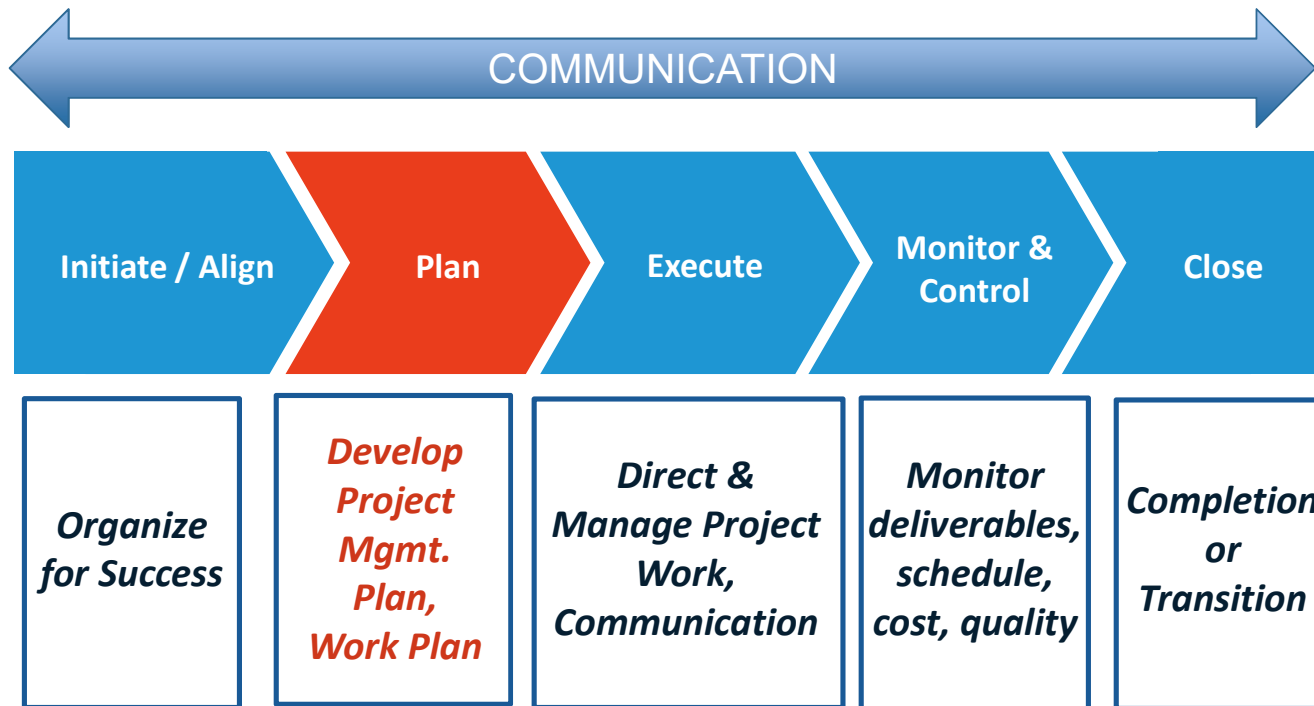 COMMUNICATION
Initiate / Align
Plan
Execute
Monitor &
Control
Close
Organize
for Success
Develop
Project
Mgmt.
Plan,
Work Plan
Direct &
Manage Project
Work,
Communication
Monitor
deliverables,
schedule,
cost, quality
Completion
or
Transition